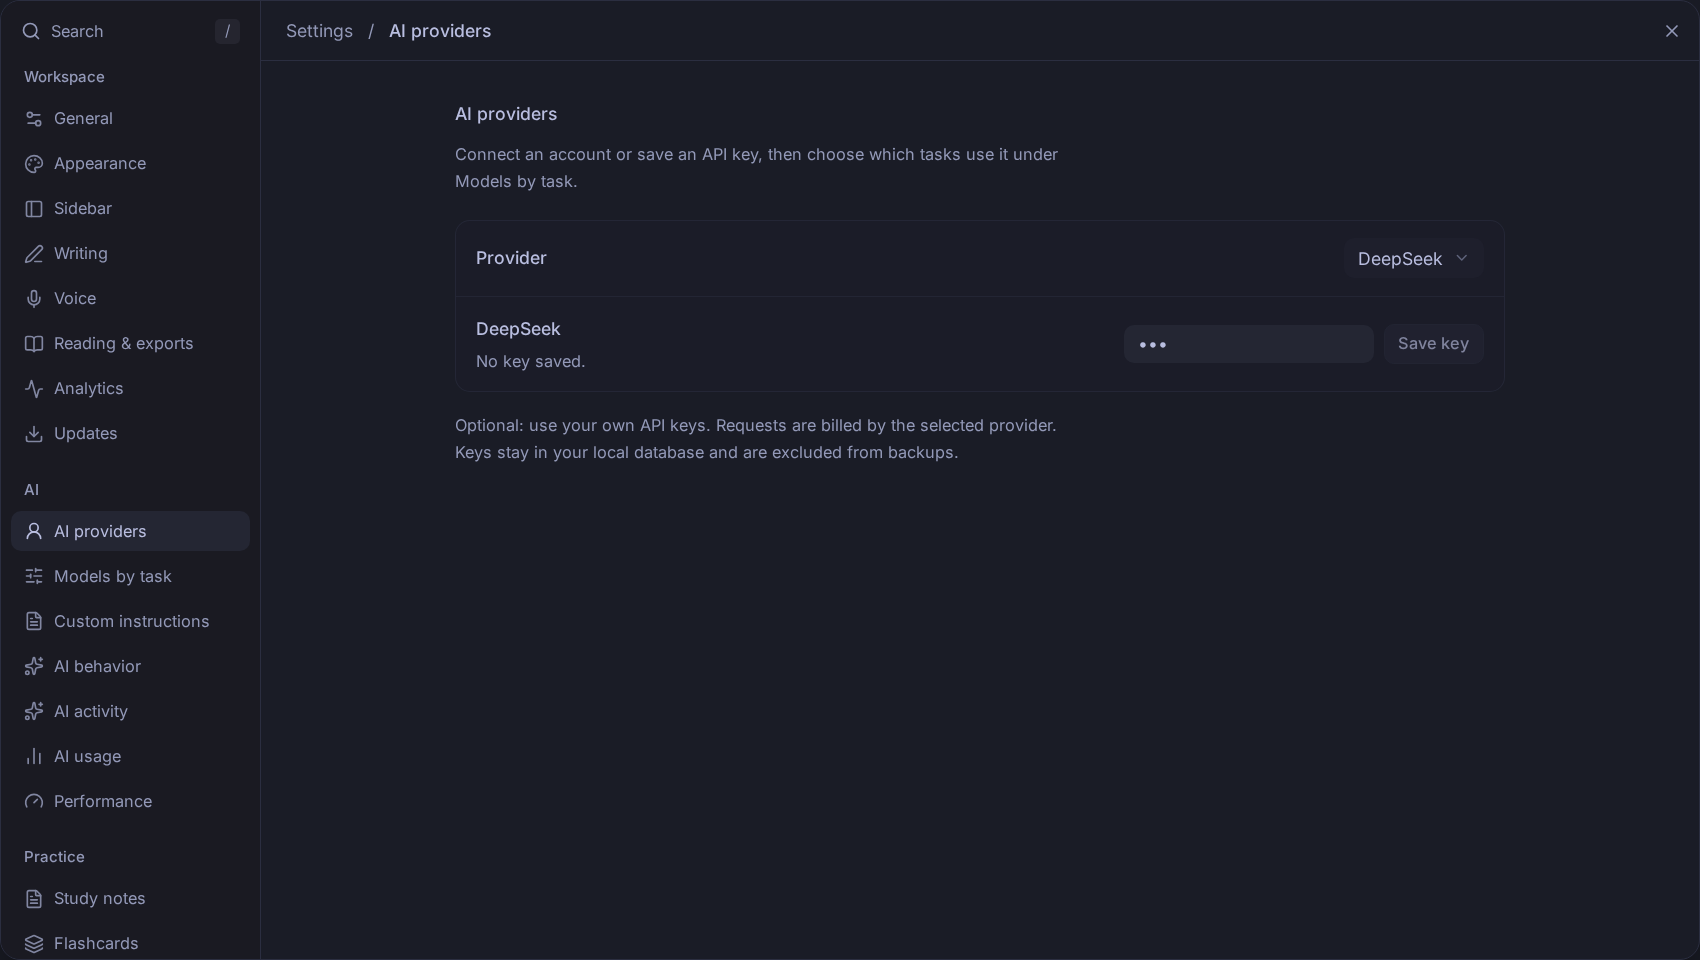 Search
/
Workspace
General
Appearance
Sidebar
Writing
Voice
Reading & exports
Analytics
Updates
AI
AI providers
Models by task
Custom instructions
AI behavior
AI activity
AI usage
Performance
Practice
Study notes
Flashcards
Settings / AI providers
AI providers
Connect an account or save an API key, then choose which tasks use it under
Models by task.
Provider
DeepSeek
DeepSeek
No key saved.
•••
Save key
Optional: use your own API keys. Requests are billed by the selected provider.
Keys stay in your local database and are excluded from backups.